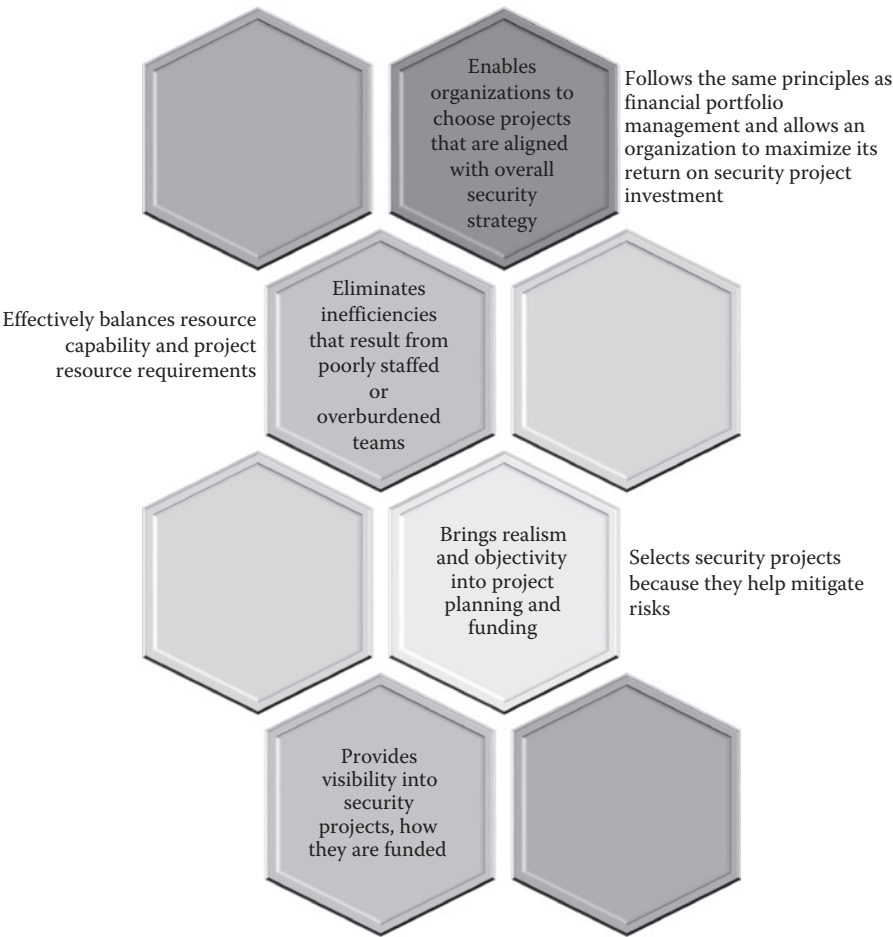 Enables
organizations to
choose projects
that are aligned
with overall
security
strategy
Follows the same principles as
financial portfolio
management and allows an
organization to maximize its
return on security project
investment
Effectively balances resource
capability and project
resource requirements
Eliminates
inefficiencies
that result from
poorly staffed
or
overburdened
teams
Brings realism
and objectivity
into project
planning and
funding
Selects security projects
because they help mitigate
risks
Provides
visibility into
security
projects, how
they are funded